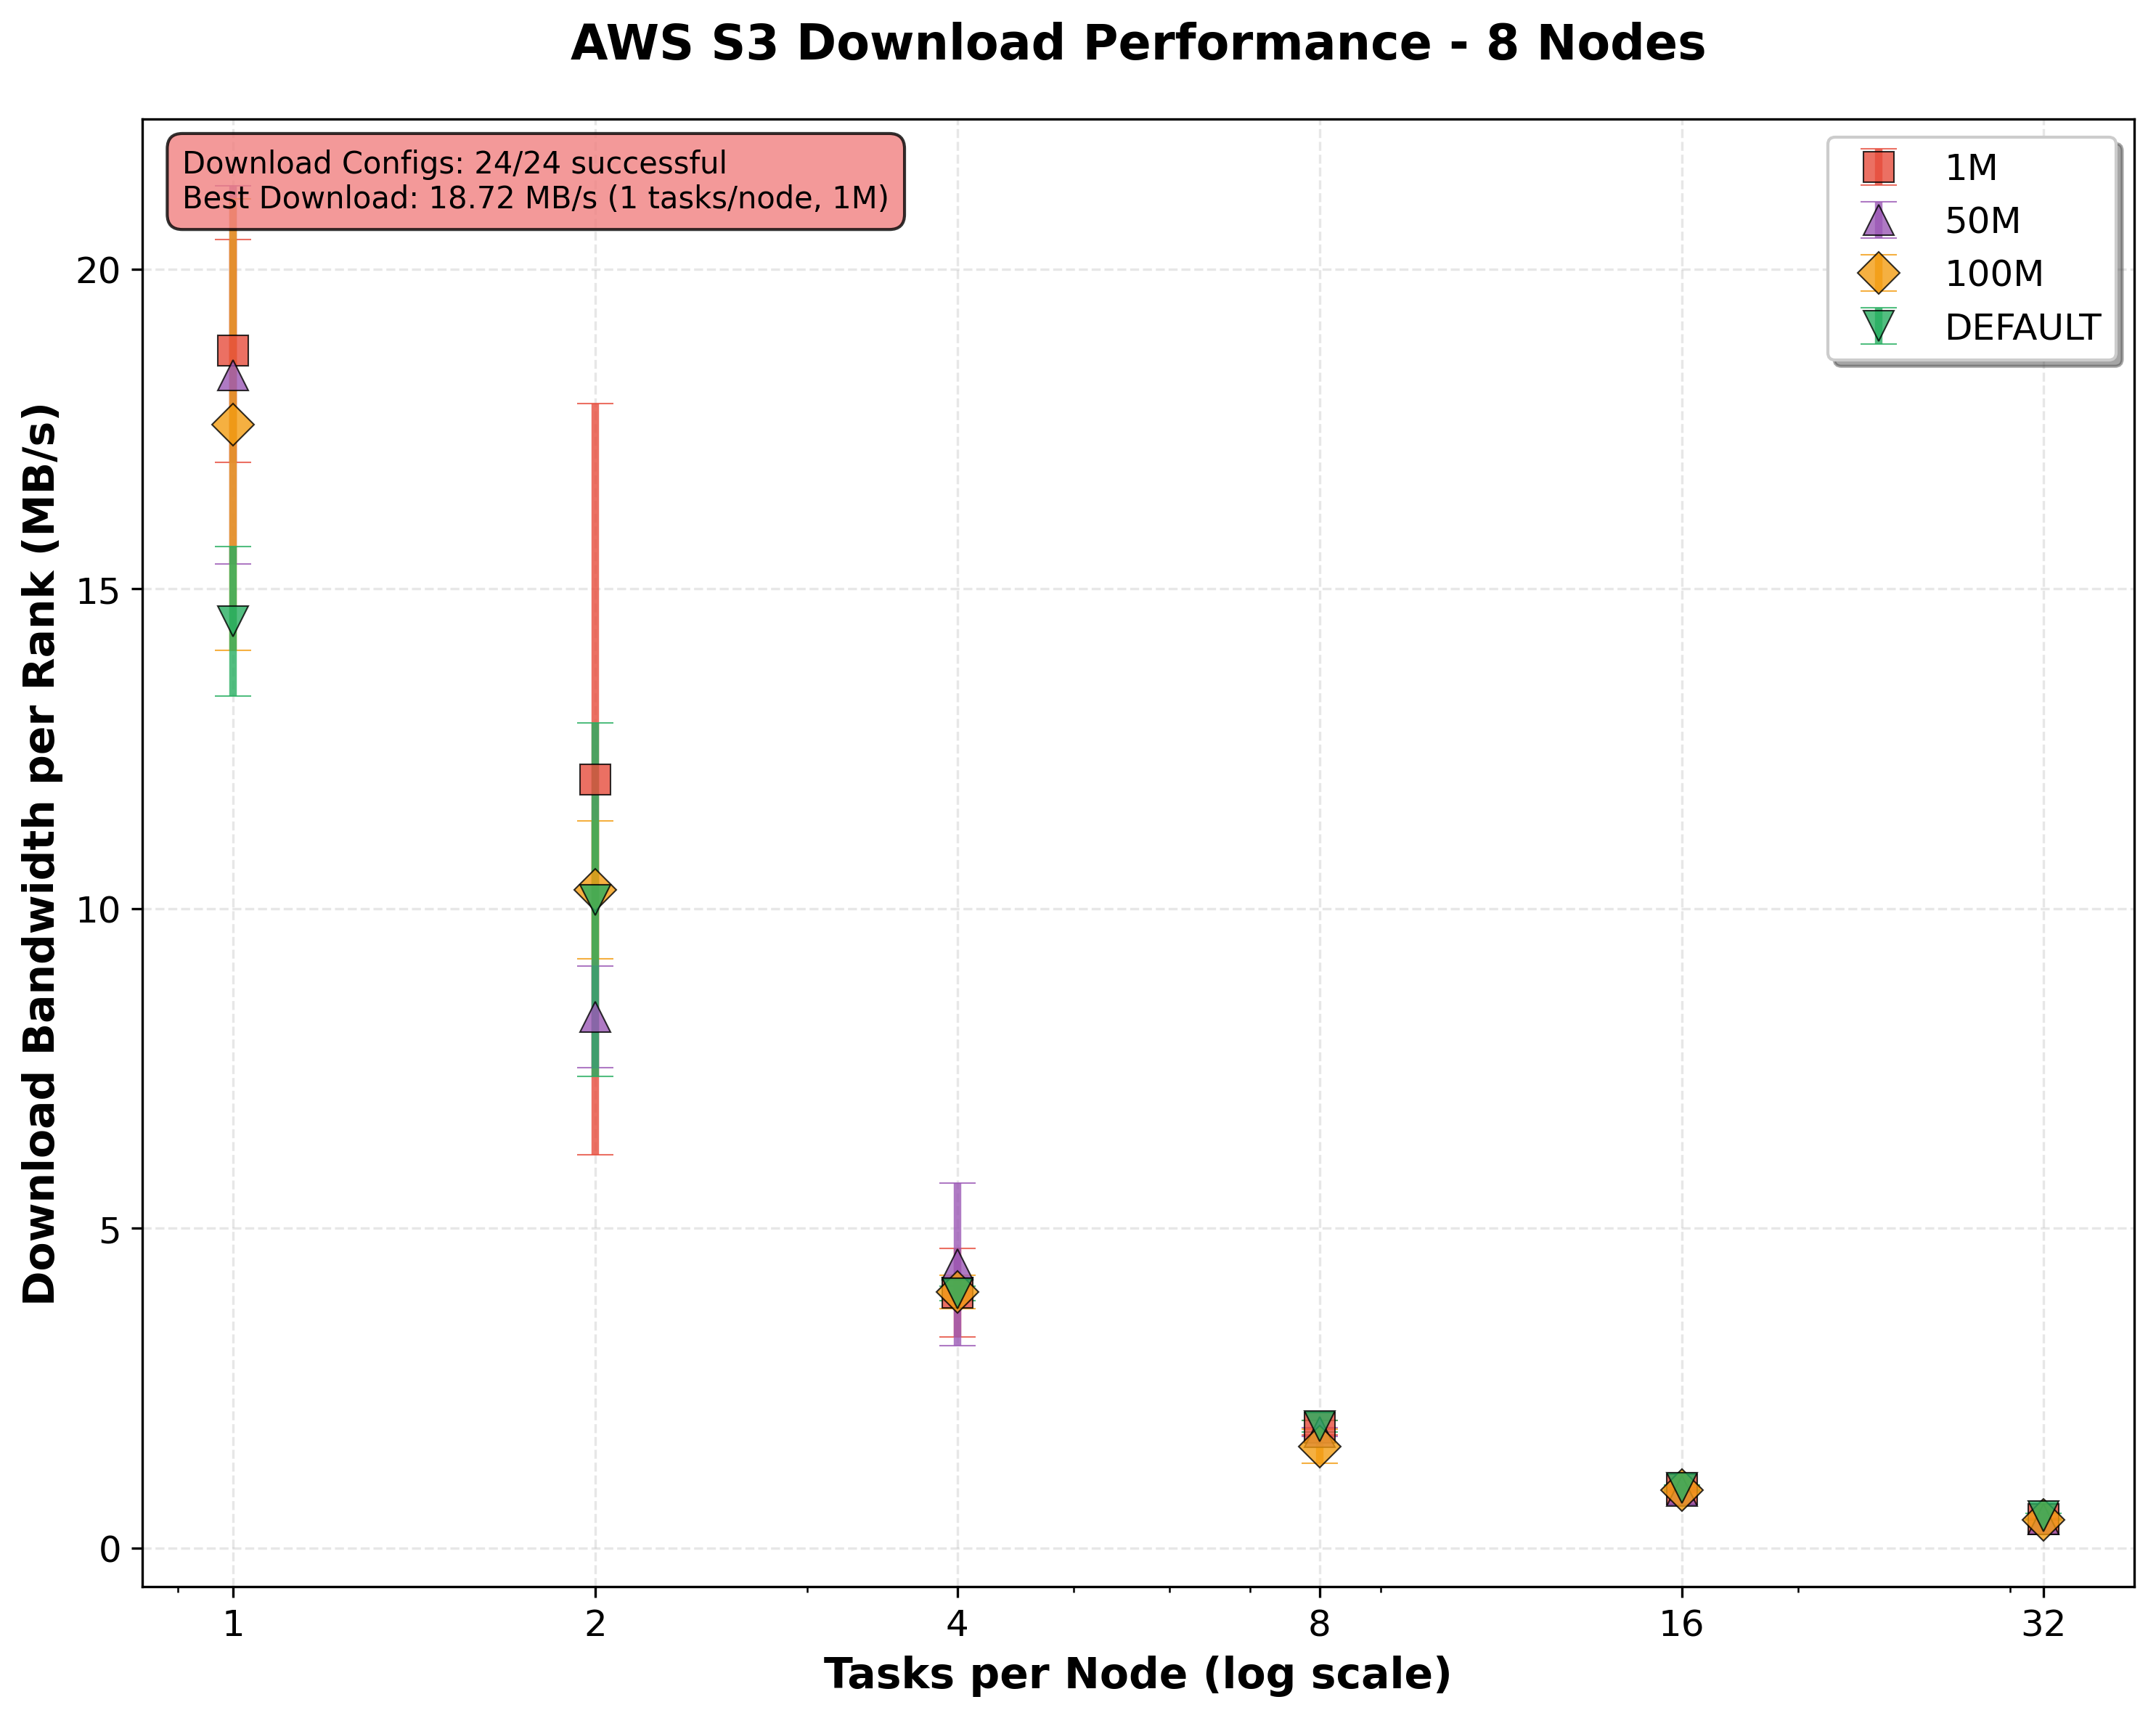 AWS S3 Download Performance - 8 Nodes
Download Configs: 24/24 successful
Best Download: 18.72 MB/s (1 tasks/node, 1M)
1M
50M
100M
DEFAULT
Download Bandwidth per Rank (MB/s)
20
15
10
5
0
1
2
4
8
16
32
Tasks per Node (log scale)